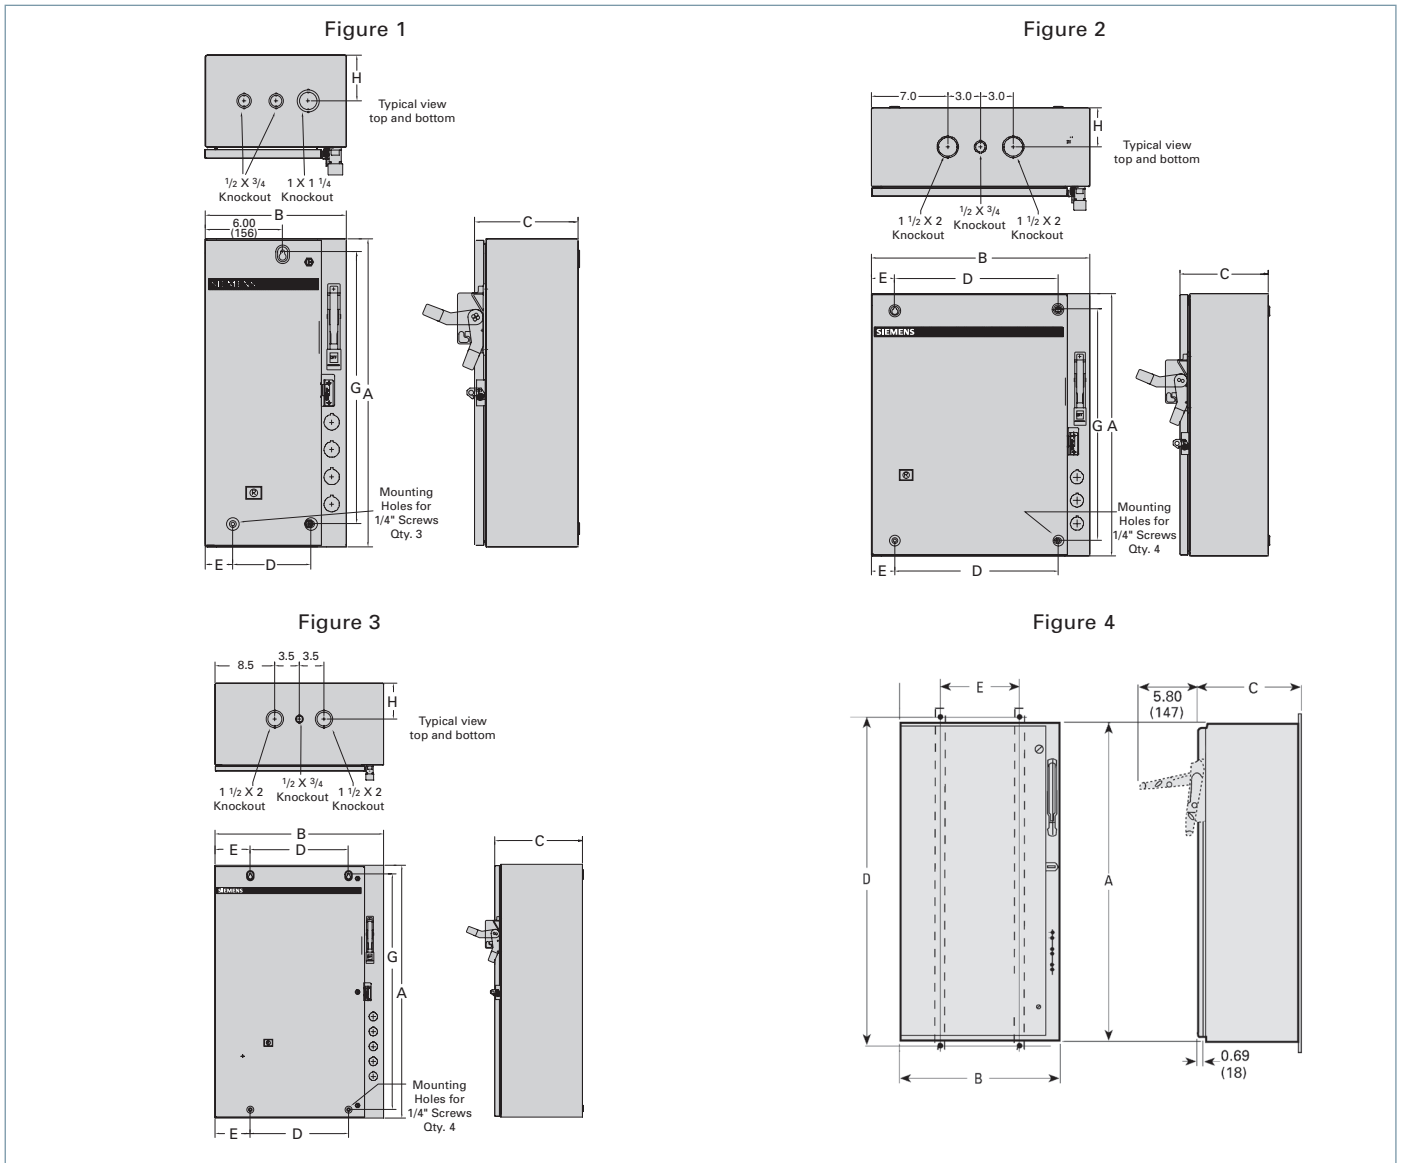 Figure 1
H
Typical view
top and bottom
1/2 X 3/4
Knockout
1 X 1 1/4
Knockout
B
6.00
(156)
C
SIEMENS
G
A
Mounting
Holes for
1/4" Screws
Qty. 3
E
D
Figure 2
7.0
3.0
3.0
H
Typical view
top and bottom
1 1/2 X 2
Knockout
1/2 X 3/4
Knockout
1 1/2 X 2
Knockout
B
E
D
C
SIEMENS
G
A
Mounting
Holes for
1/4" Screws
Qty. 4
E
D
Figure 3
8.5
3.5
3.5
H
Typical view
top and bottom
1 1/2 X 2
Knockout
1/2 X 3/4
Knockout
1 1/2 X 2
Knockout
B
E
D
C
SIEMENS
G
A
Mounting
Holes for
1/4" Screws
Qty. 4
E
D
Figure 4
E
5.80
(147)
C
D
A
B
0.69
(18)